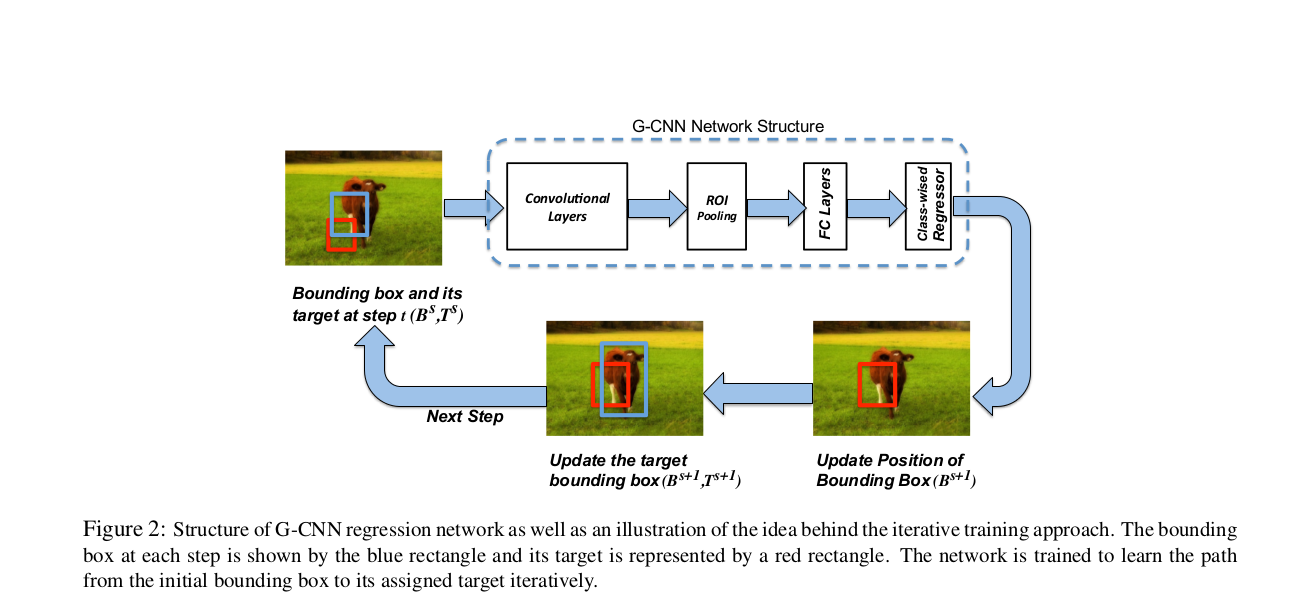 G-CNN Network Structure
Convolutional
Layers
ROI
Pooling
FC Layers
Class-wised
Regressor
Bounding box and its
target at step t (B^s,T^s)
Next Step
Update the target
bounding box (B^{s+1},T^{s+1})
Update Position of
Bounding Box (B^{s+1})
Figure 2: Structure of G-CNN regression network as well as an illustration of the idea behind the iterative training approach. The bounding
box at each step is shown by the blue rectangle and its target is represented by a red rectangle. The network is trained to learn the path
from the initial bounding box to its assigned target iteratively.